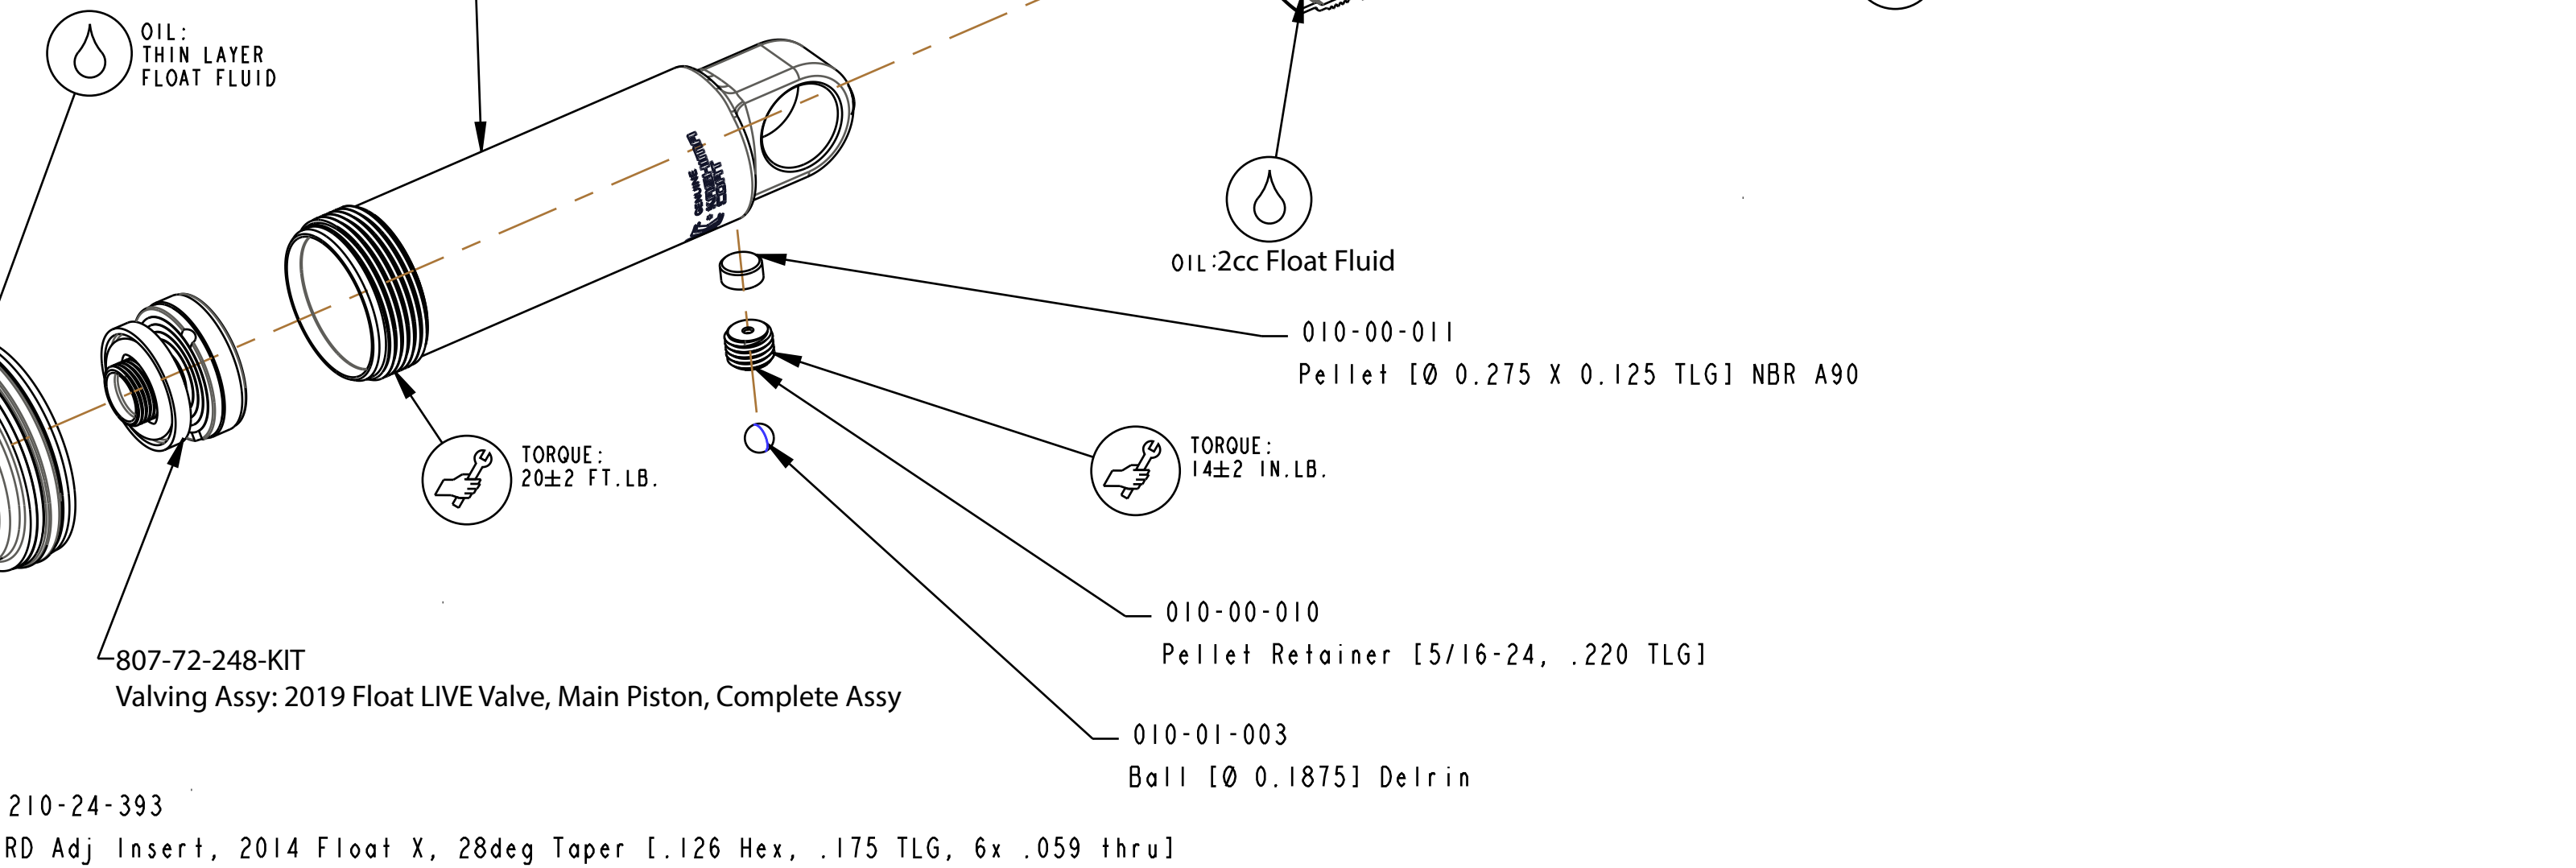 OIL:
THIN LAYER
FLOAT FLUID
GENUINE
OIL:2cc Float Fluid
010-00-011
Pellet [Ø 0.275 X 0.125 TLG] NBR A90
TORQUE:
20±2 FT.LB.
TORQUE:
14±2 IN.LB.
010-00-010
Pellet Retainer [5/16-24, .220 TLG]
807-72-248-KIT
Valving Assy: 2019 Float LIVE Valve, Main Piston, Complete Assy
010-01-003
Ball [Ø 0.1875] Delrin
210-24-393
RD Adj Insert, 2014 Float X, 28deg Taper [.126 Hex, .175 TLG, 6x .059 thru]